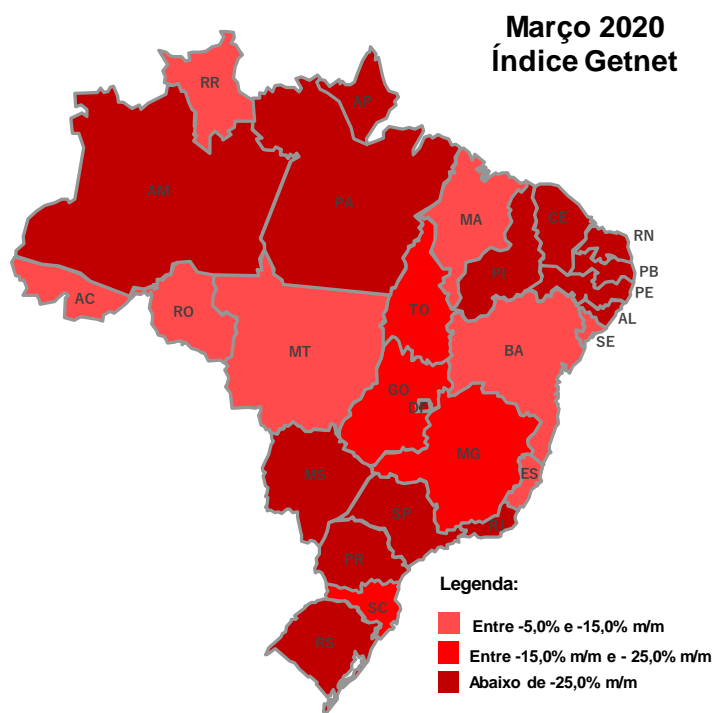 Março 2020
Índice Getnet
RR
AP
AM
PA
MA
CE
RN
PI
PB
PE
AL
SE
AC
RO
TO
MT
BA
GO
DF
MG
ES
MS
SP
RJ
PR
SC
RS
Legenda:
Entre -5,0% e -15,0% m/m
Entre -15,0% m/m e - 25,0% m/m
Abaixo de -25,0% m/m